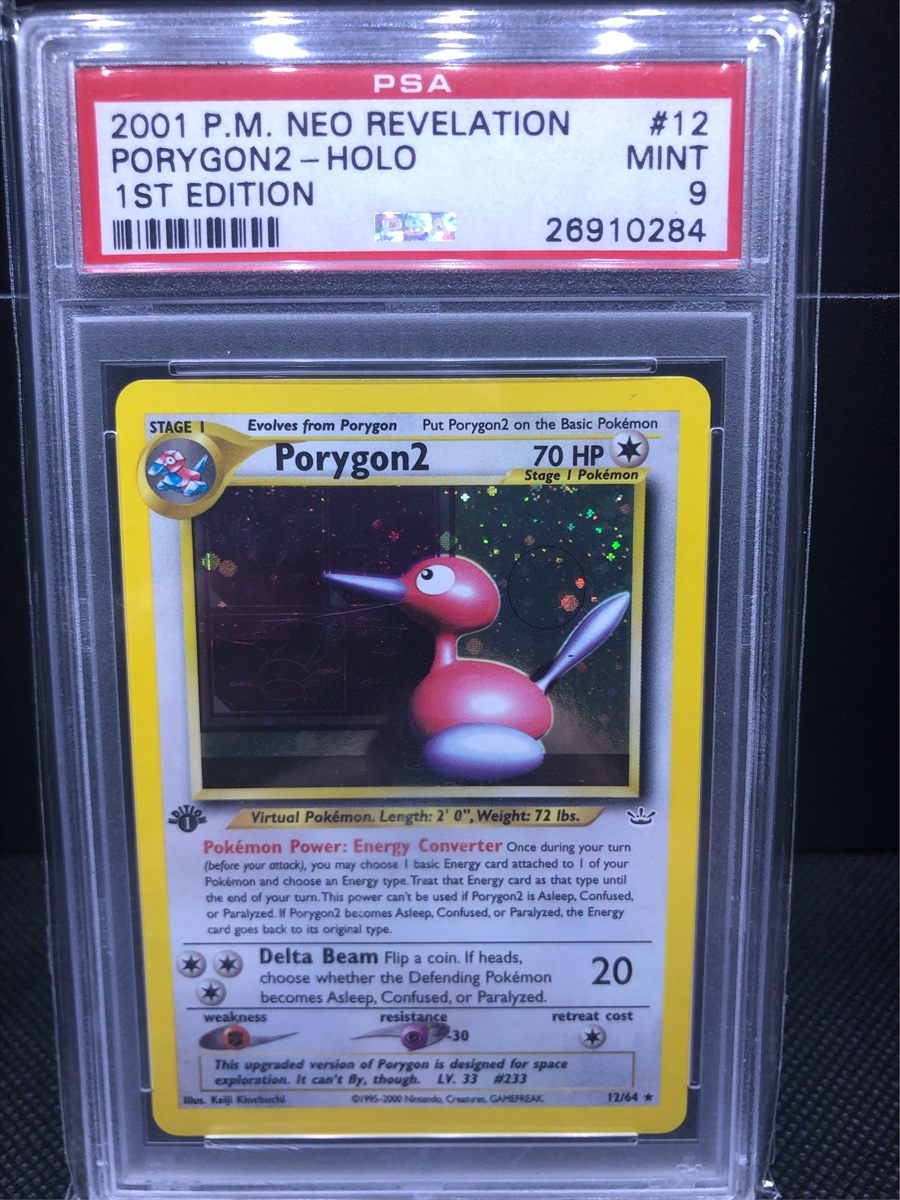 PSA
2001 P.M. NEO REVELATION #12
PORYGON2-HOLO MINT
1ST EDITION 9
PSA
26910284
STAGE 1 Evolves from Porygon Put Porygon2 on the Basic Pokémon
Porygon2 70 HP
Stage 1 Pokémon
EDITION
1
Virtual Pokémon. Length: 2' 0", Weight: 72 lbs.
Pokémon Power: Energy Converter Once during your turn
(before your attack), you may choose 1 basic Energy card attached to 1 of your
Pokémon and choose an Energy type. Treat that Energy card as that type until
the end of your turn. This power can't be used if Porygon2 is Asleep, Confused,
or Paralyzed. If Porygon2 becomes Asleep, Confused, or Paralyzed, the Energy
card goes back to its original type.
Delta Beam Flip a coin. If heads,
choose whether the Defending Pokémon 20
becomes Asleep, Confused, or Paralyzed.
weakness resistance retreat cost
-30
This upgraded version of Porygon is designed for space
exploration. It can't fly, though. LV. 33 #233
Illus. Keiji Kinebuchi ©1995-2000 Nintendo, Creatures, GAMEFREAK. 12/64 ★